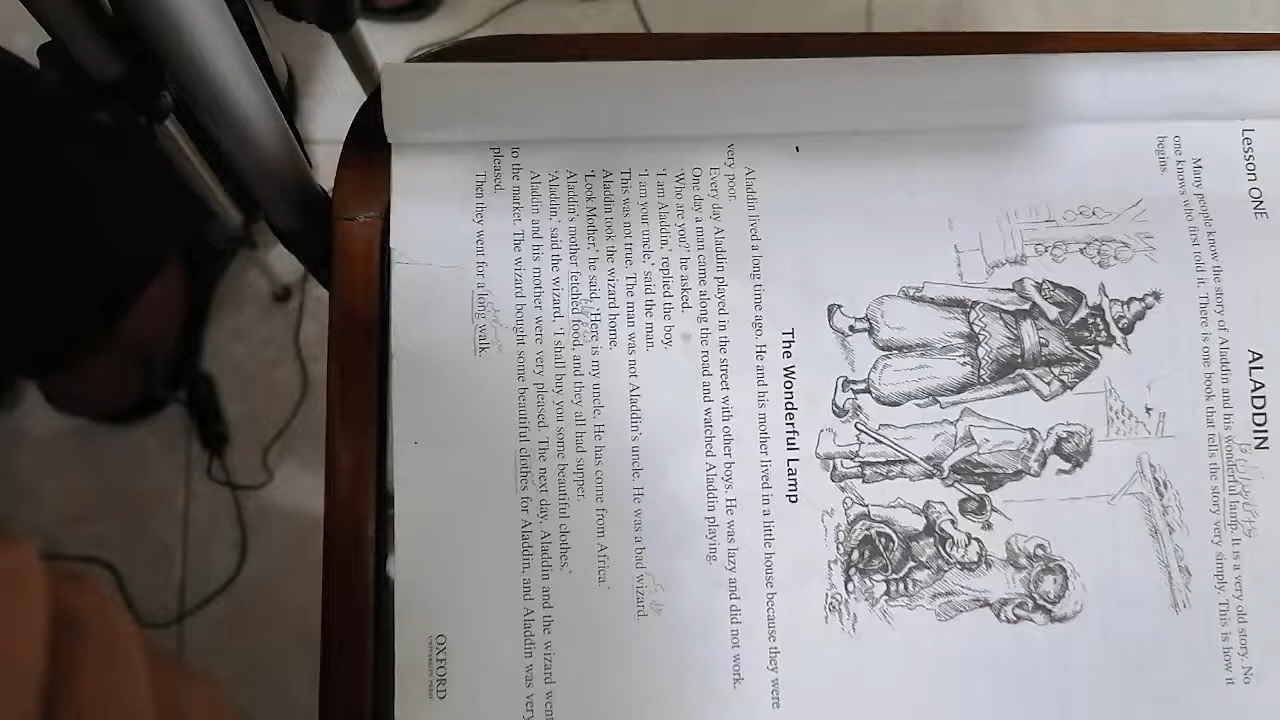 Lesson ONE
ALADDIN
Many people know the story of Aladdin and his wonderful lamp. It is a very old story. No
one knows who first told it. There is one book that tells the story very simply. This is how it
begins.
The Wonderful Lamp
Aladdin lived a long time ago. He and his mother lived in a little house because they were
very poor.
Every day Aladdin played in the street with other boys. He was lazy and did not work.
One day a man came along the road and watched Aladdin playing.
'Who are you?' he asked.
'I am Aladdin,' replied the boy.
'I am your uncle,' said the man.
This was not true. The man was not Aladdin's uncle. He was a bad wizard.
Aladdin took the wizard home.
'Look Mother,' he said, 'Here is my uncle. He has come from Africa.'
Aladdin's mother fetched food, and they all had supper.
'Aladdin,' said the wizard. 'I shall buy you some beautiful clothes.'
Aladdin and his mother were very pleased. The next day, Aladdin and the wizard went
to the market. The wizard bought some beautiful clothes for Aladdin, and Aladdin was very
pleased.
Then they went for a long walk.
OXFORD
UNIVERSITY PRESS